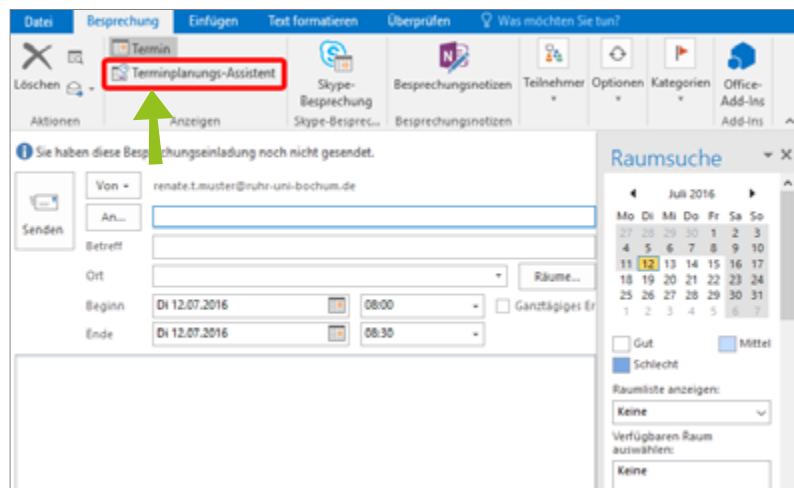 Datei Besprechung Einfügen Text formatieren Überprüfen Was möchten Sie tun?
Löschen
Termin
Terminplanungs-Assistent
Skype-
Besprechung
Besprechungsnotizen
Teilnehmer
Optionen
Kategorien
Office-
Add-Ins
Aktionen Anzeigen Skype-Besprec... Besprechungsnotizen Add-Ins
Sie haben diese Besprechungseinladung noch nicht gesendet.
Senden
Von
renate.t.muster@ruhr-uni-bochum.de
An...
Betreff
Ort
Räume...
Beginn Di 12.07.2016 08:00 Ganztägiges Er
Ende Di 12.07.2016 08:30
Raumsuche
Juli 2016
Mo Di Mi Do Fr Sa So
27 28 29 30 1 2 3
4 5 6 7 8 9 10
11 12 13 14 15 16 17
18 19 20 21 22 23 24
25 26 27 28 29 30 31
1 2 3 4 5 6 7
Gut Mittel
Schlecht
Raumliste anzeigen:
Keine
Verfügbaren Raum
auswählen:
Keine